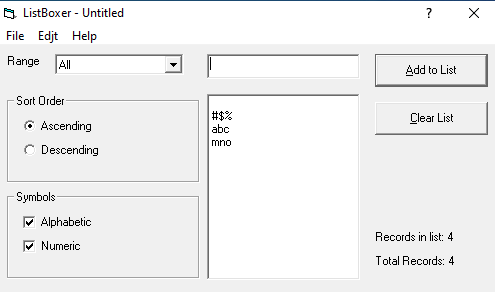 ListBoxer - Untitled
File Edjt Help
Range All Add to List
Sort Order
Ascending
Descending
#$%
abc
mno
Clear List
Symbols
Alphabetic
Numeric
Records in list: 4
Total Records: 4